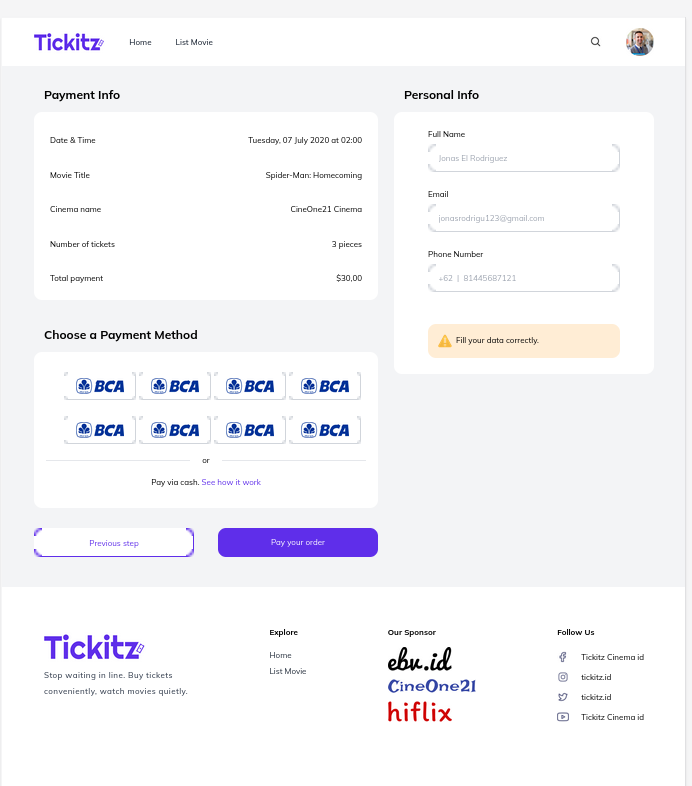 Tickitz Home List Movie
Payment Info
Date & Time Tuesday, 07 July 2020 at 02:00
Movie Title Spider-Man: Homecoming
Cinema name CineOne21 Cinema
Number of tickets 3 pieces
Total payment $30,00
Personal Info
Full Name
Jonas El Rodriguez
Email
jonasrodrigu123@gmail.com
Phone Number
+62 | 81445687121
Fill your data correctly.
Choose a Payment Method
BCA BCA BCA BCA
BCA BCA BCA BCA
or
Pay via cash. See how it work
Previous step Pay your order
Tickitz
Stop waiting in line. Buy tickets
conveniently, watch movies quietly.
Explore
Home
List Movie
Our Sponsor
ebv.id
CineOne21
hiflix
Follow Us
Tickitz Cinema id
tickitz.id
tickitz.id
Tickitz Cinema id